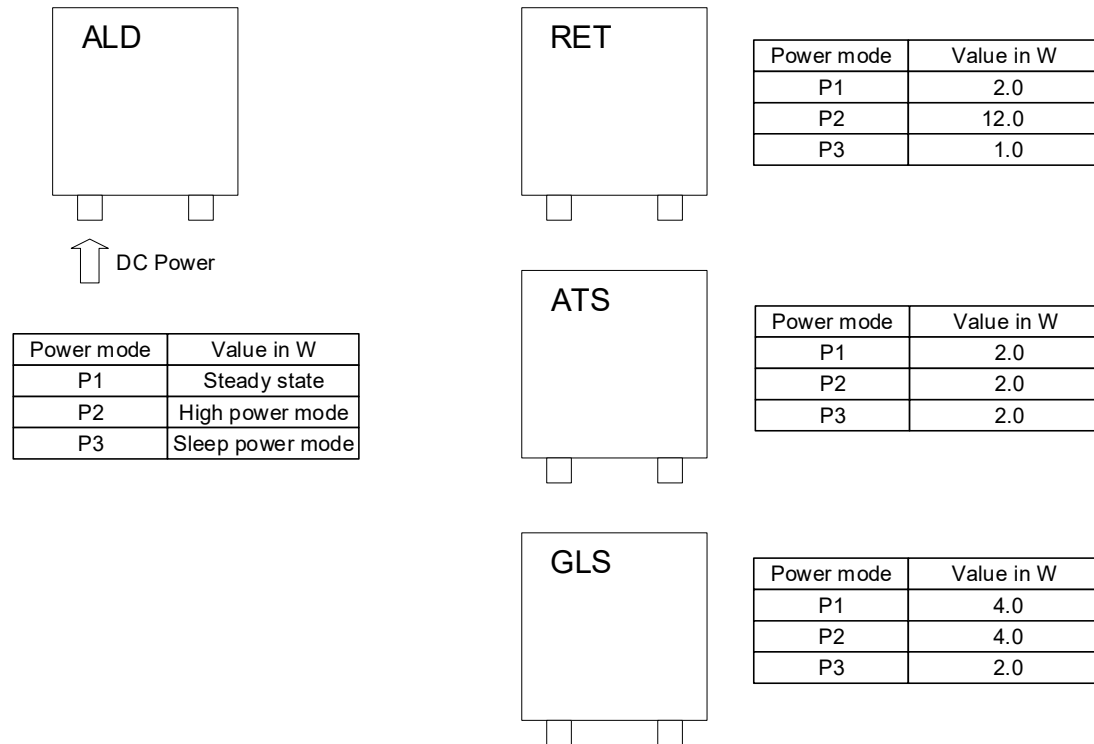 ALD
DC Power
Power mode Value in W
P1 Steady state
P2 High power mode
P3 Sleep power mode
RET
Power mode Value in W
P1 2.0
P2 12.0
P3 1.0
ATS
Power mode Value in W
P1 2.0
P2 2.0
P3 2.0
GLS
Power mode Value in W
P1 4.0
P2 4.0
P3 2.0